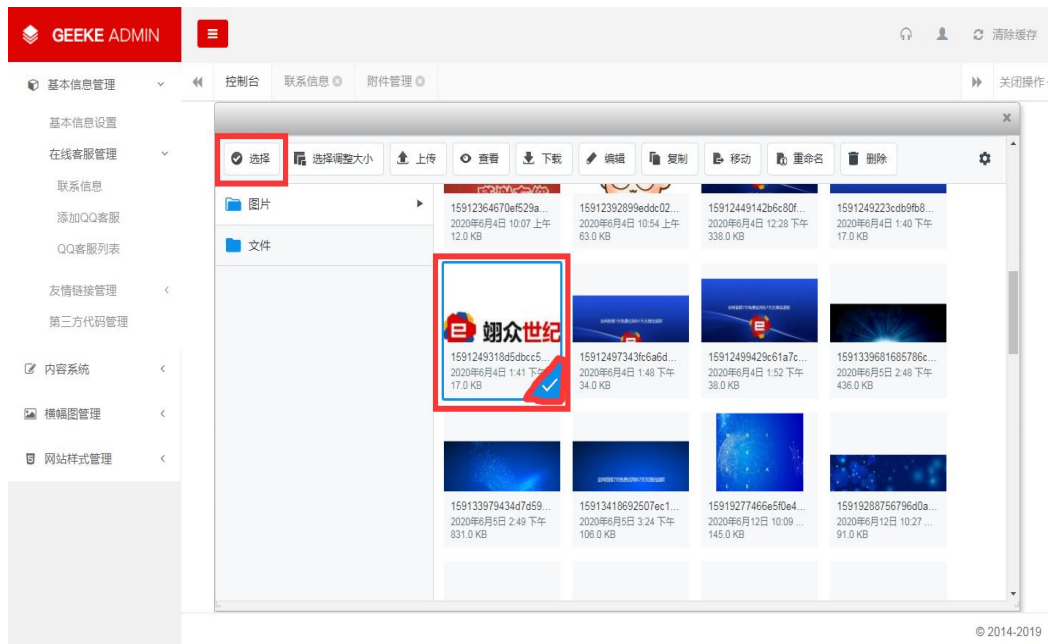 GEEKE ADMIN
清除缓存
基本信息管理
控制台
联系信息
附件管理
关闭操作
基本信息设置
在线客服管理
联系信息
添加QQ客服
QQ客服列表
友情链接管理
第三方代码管理
内容系统
横幅图管理
网站样式管理
选择
选择调整大小
上传
查看
下载
编辑
复制
移动
重命名
删除
图片
文件
15912364670ef529a...
2020年6月4日 10:07 上午
12.0 KB
15912392899eddc02...
2020年6月4日 10:54 上午
63.0 KB
15912449142b6c80f...
2020年6月4日 12:28 下午
338.0 KB
1591249223cdb9fb8...
2020年6月4日 1:40 下午
17.0 KB
翊众世纪
1591249318d5dbcc5...
2020年6月4日 1:41 下午
17.0 KB
15912497343fc6a6d...
2020年6月4日 1:48 下午
34.0 KB
15912499429c61a7c...
2020年6月4日 1:52 下午
38.0 KB
1591339681685786c...
2020年6月5日 2:48 下午
436.0 KB
159133979434d7d59...
2020年6月5日 2:49 下午
831.0 KB
15913418692507ec1...
2020年6月5日 3:24 下午
106.0 KB
15919277466e5f0e4...
2020年6月12日 10:09 ...
145.0 KB
15919288756796d0a...
2020年6月12日 10:27 ...
91.0 KB
© 2014-2019